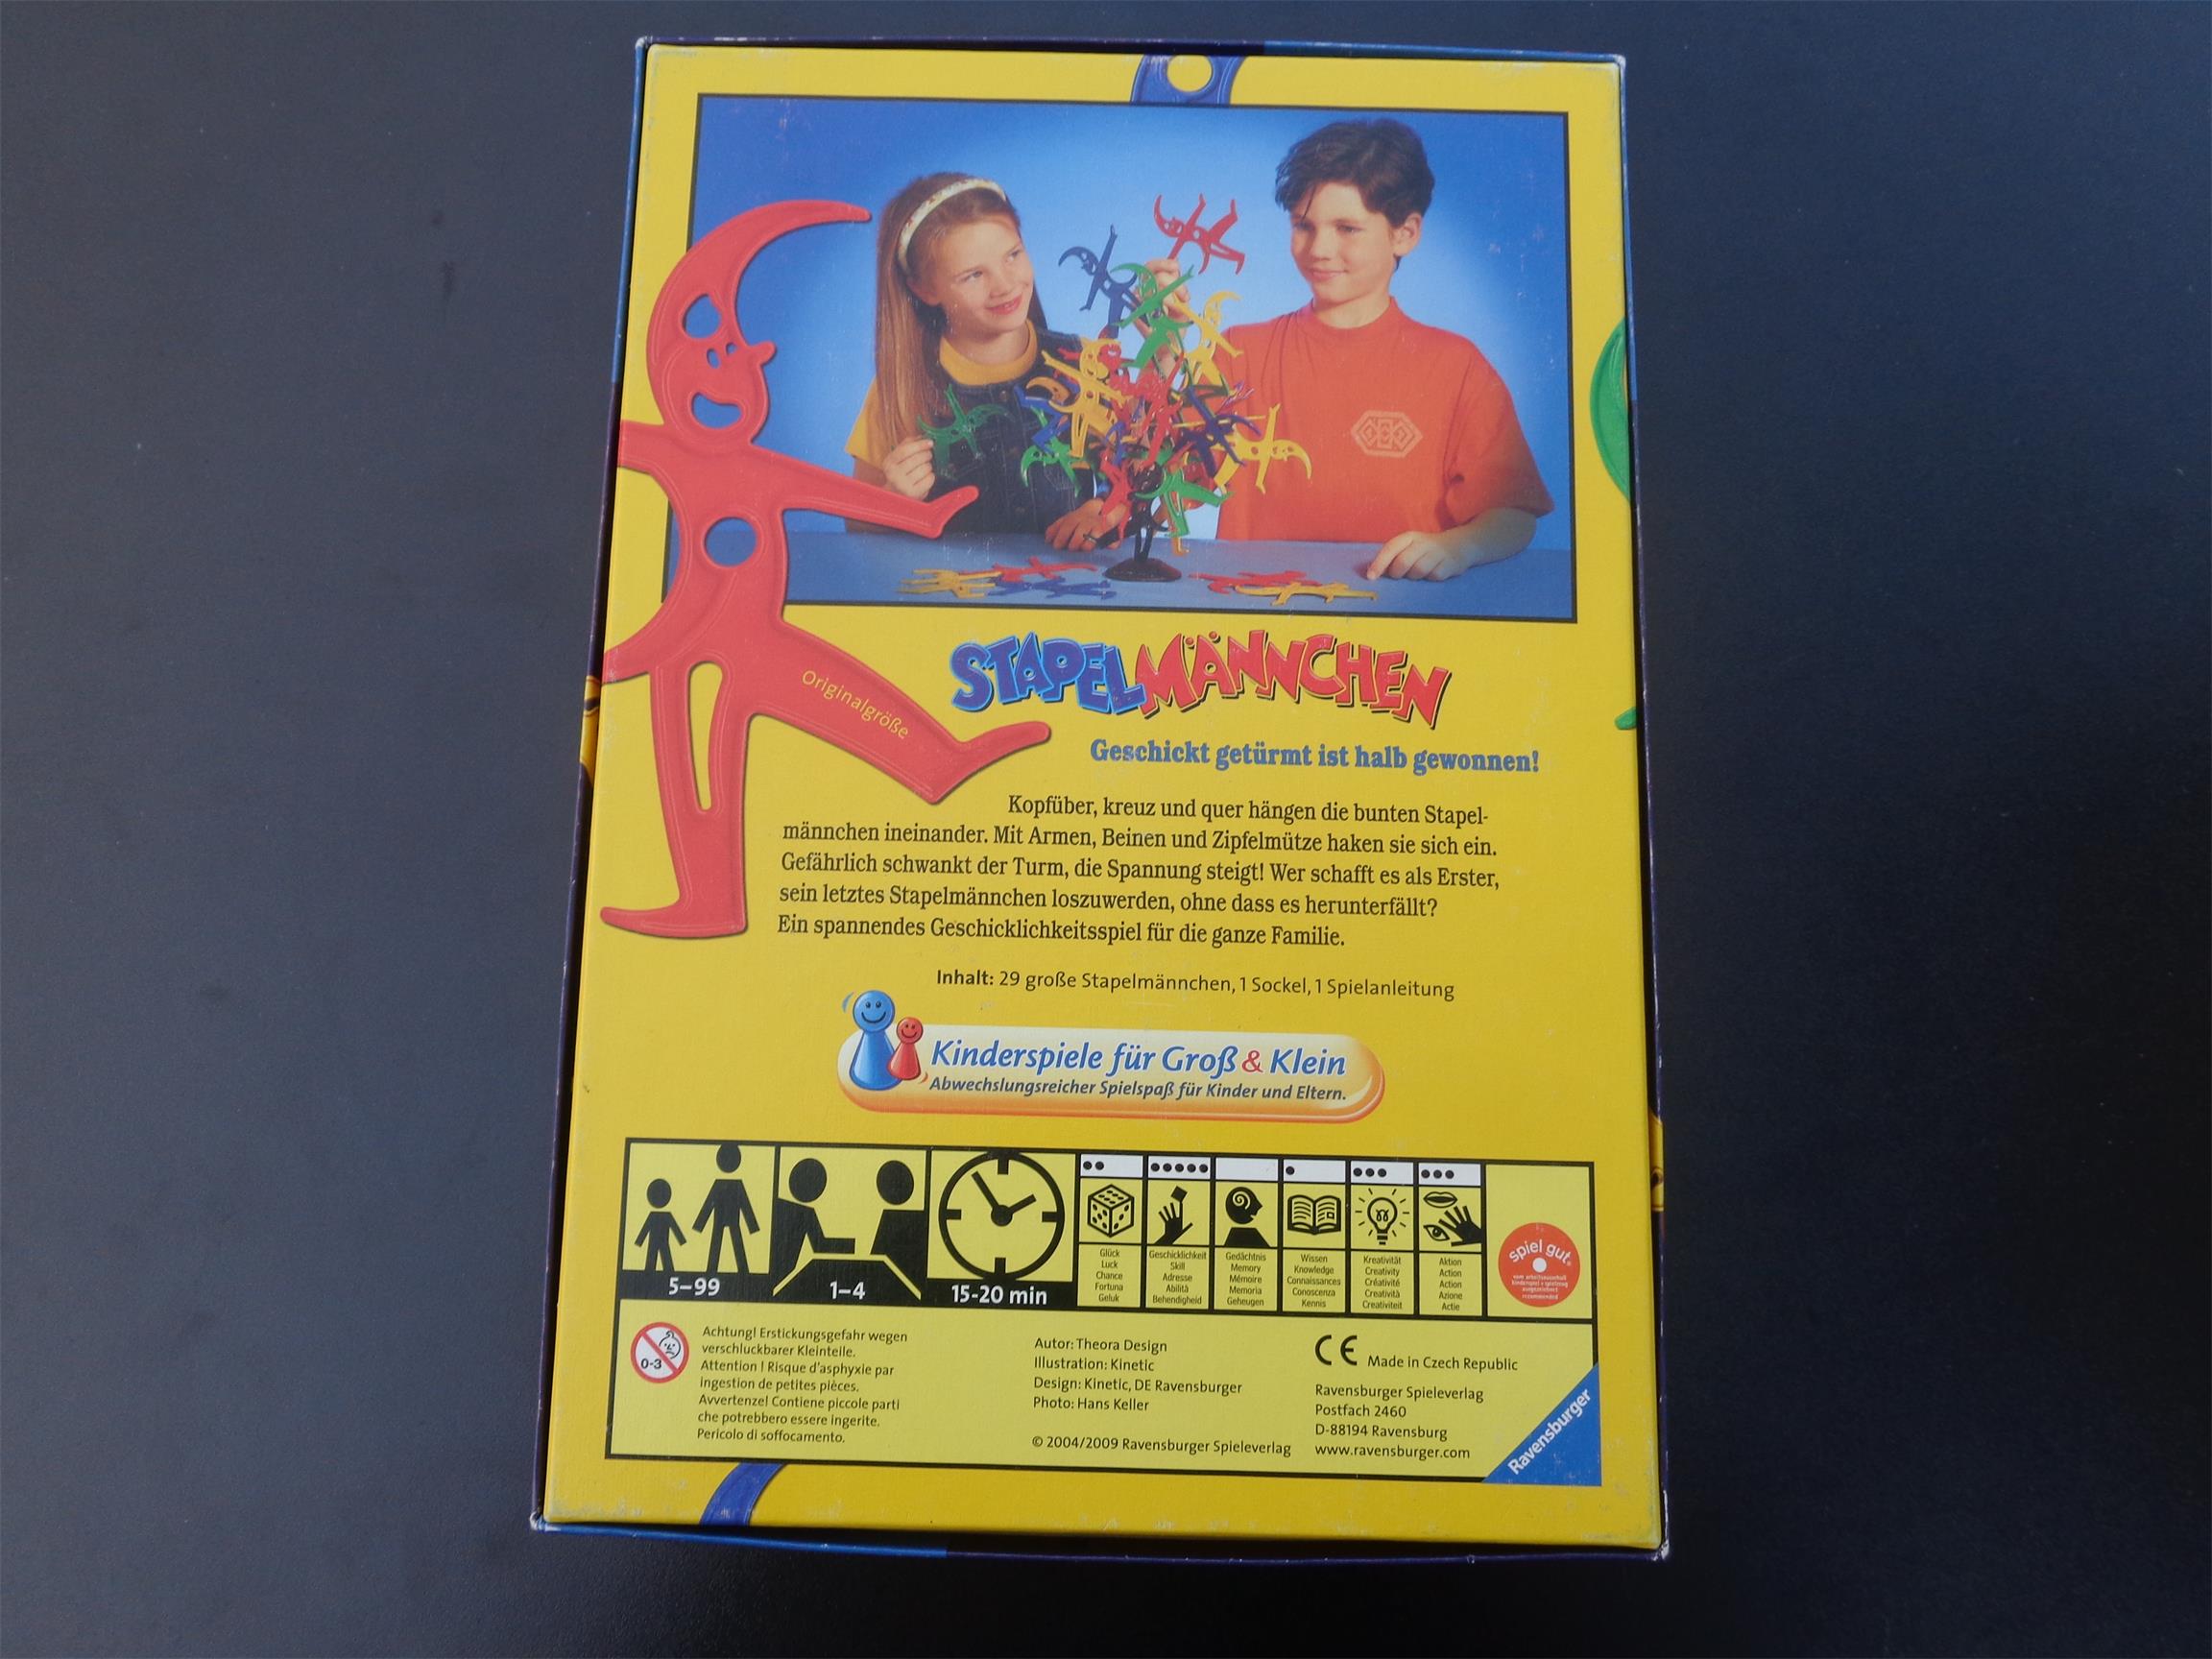 Originalgröße
STAPELMÄNNCHEN
Geschickt getürmt ist halb gewonnen!
Kopfüber, kreuz und quer hängen die bunten Stapel-
männchen ineinander. Mit Armen, Beinen und Zipfelmütze haken sie sich ein.
Gefährlich schwankt der Turm, die Spannung steigt! Wer schafft es als Erster,
sein letztes Stapelmännchen loszuwerden, ohne dass es herunterfällt?
Ein spannendes Geschicklichkeitsspiel für die ganze Familie.
Inhalt: 29 große Stapelmännchen, 1 Sockel, 1 Spielanleitung
Kinderspiele für Groß & Klein
Abwechslungsreicher Spielspaß für Kinder und Eltern.
5–99
1–4
15-20 min
Glück
Luck
Chance
Fortuna
Geluk
Geschicklichkeit
Skill
Adresse
Abilità
Behendigheid
Gedächtnis
Memory
Mémoire
Memoria
Geheugen
Wissen
Knowledge
Connaissances
Conoscenza
Kennis
Kreativität
Creativity
Créativité
Creatività
Creativiteit
Aktion
Action
Action
Azione
Actie
spiel gut
vom arbeitsausschuß
kinderspiel + spielzeug
ausgezeichnet
recommended
0-3
Achtung! Erstickungsgefahr wegen
verschluckbarer Kleinteile.
Attention ! Risque d'asphyxie par
ingestion de petites pièces.
Avvertenze! Contiene piccole parti
che potrebbero essere ingerite.
Pericolo di soffocamento.
Autor: Theora Design
Illustration: Kinetic
Design: Kinetic, DE Ravensburger
Photo: Hans Keller
© 2004/2009 Ravensburger Spieleverlag
CE Made in Czech Republic
Ravensburger Spieleverlag
Postfach 2460
D-88194 Ravensburg
www.ravensburger.com
Ravensburger